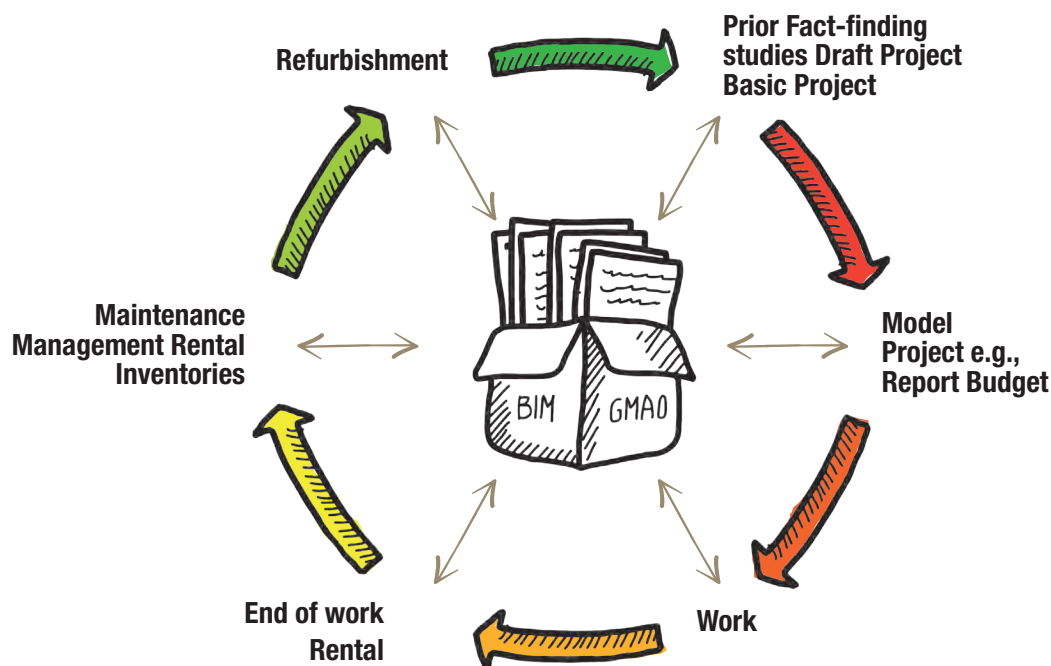 Refurbishment
Prior Fact-finding
studies Draft Project
Basic Project
Maintenance
Management Rental
Inventories
BIM
GMAO
Model
Project e.g.,
Report Budget
End of work
Rental
Work